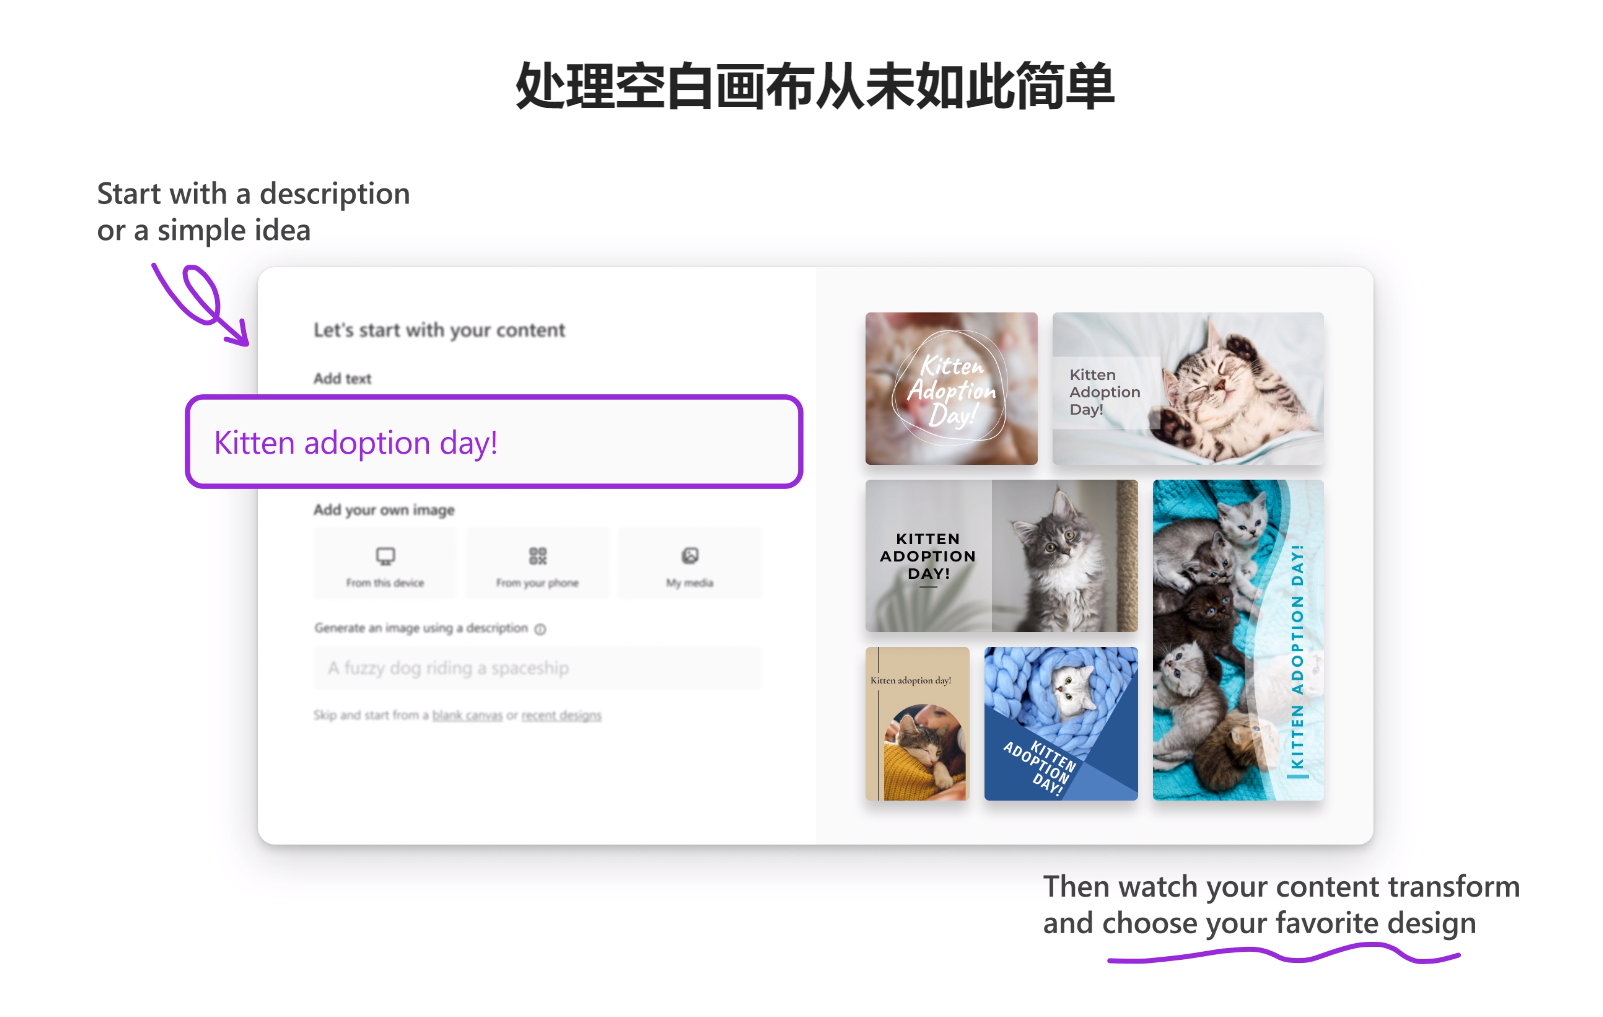 处理空白画布从未如此简单
Start with a description
or a simple idea
Let's start with your content
Add text
Kitten adoption day!
Add your own image
From this device
From your phone
My media
Generate an image using a description
A fuzzy dog riding a spaceship
Skip and start from a blank canvas or recent designs
Kitten
Adoption
Day!
Kitten
Adoption
Day!
KITTEN
ADOPTION
DAY!
KITTEN ADOPTION DAY!
Kitten adoption day!
KITTEN
ADOPTION
DAY!
Then watch your content transform
and choose your favorite design